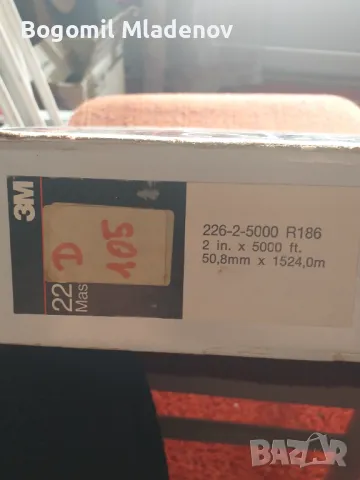 Bogomil Mladenov
3M
22
Mas
D
105
226-2-5000 R186
2 in. x 5000 ft.
50,8mm x 1524,0m
BAZAR